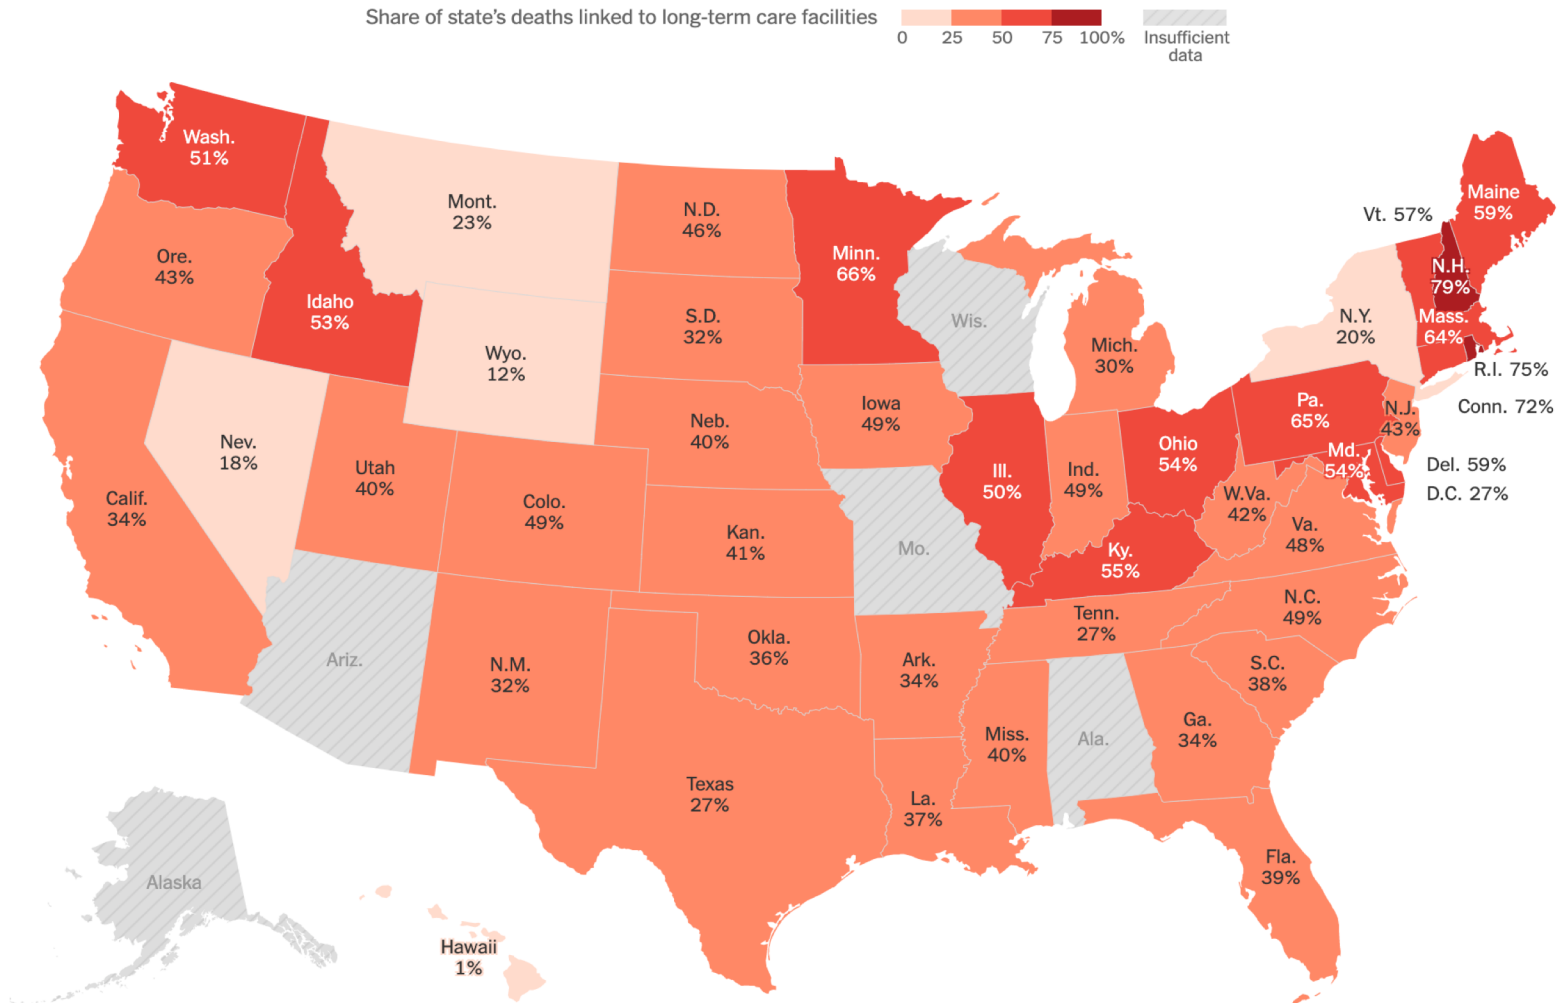 Share of state’s deaths linked to long-term care facilities
0 25 50 75 100%
Insufficient
data
Wash.
51%
Mont.
23%
N.D.
46%
Minn.
66%
Maine
59%
Vt. 57%
N.H.
79%
Ore.
43%
Idaho
53%
Wyo.
12%
S.D.
32%
Wis.
Mich.
30%
N.Y.
20%
Mass.
64%
R.I. 75%
Conn. 72%
Nev.
18%
Utah
40%
Colo.
49%
Neb.
40%
Iowa
49%
Ill.
50%
Ind.
49%
Ohio
54%
Pa.
65%
N.J.
43%
Md.
54%
Del. 59%
D.C. 27%
Calif.
34%
Kan.
41%
Mo.
Ky.
55%
W.Va.
42%
Va.
48%
Ariz.
N.M.
32%
Okla.
36%
Ark.
34%
Tenn.
27%
N.C.
49%
S.C.
38%
Texas
27%
La.
37%
Miss.
40%
Ala.
Ga.
34%
Fla.
39%
Alaska
Hawaii
1%